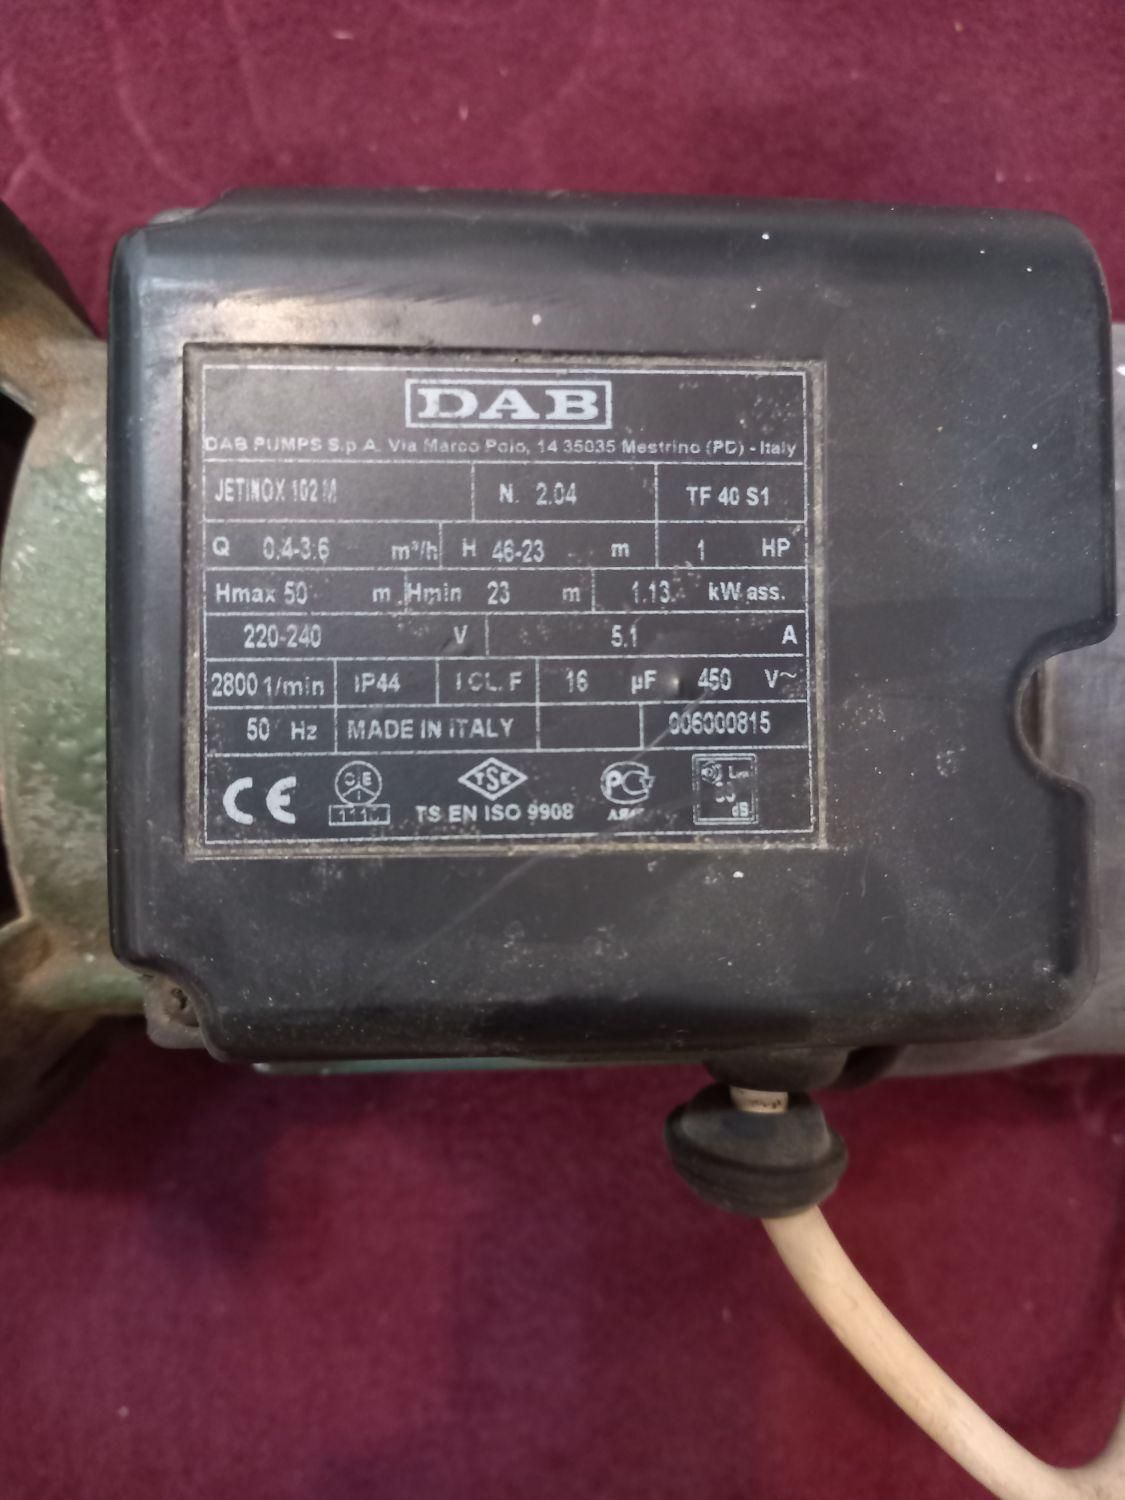 DAB
DAB PUMPS S.p.A. Via Marco Polo, 14 35035 Mestrino (PD) - Italy
JETINOX 102 M N. 2.04 TF 40 S1
Q 0,4-3,6 m³/h H 46-23 m 1 HP
Hmax 50 m Hmin 23 m 1.13 kW ass.
220-240 V 5.1 A
2800 1/min IP44 I CL. F 16 µF 450 V~
50 Hz MADE IN ITALY 006000815
CE CE TSE PC
TS EN ISO 9908
dB